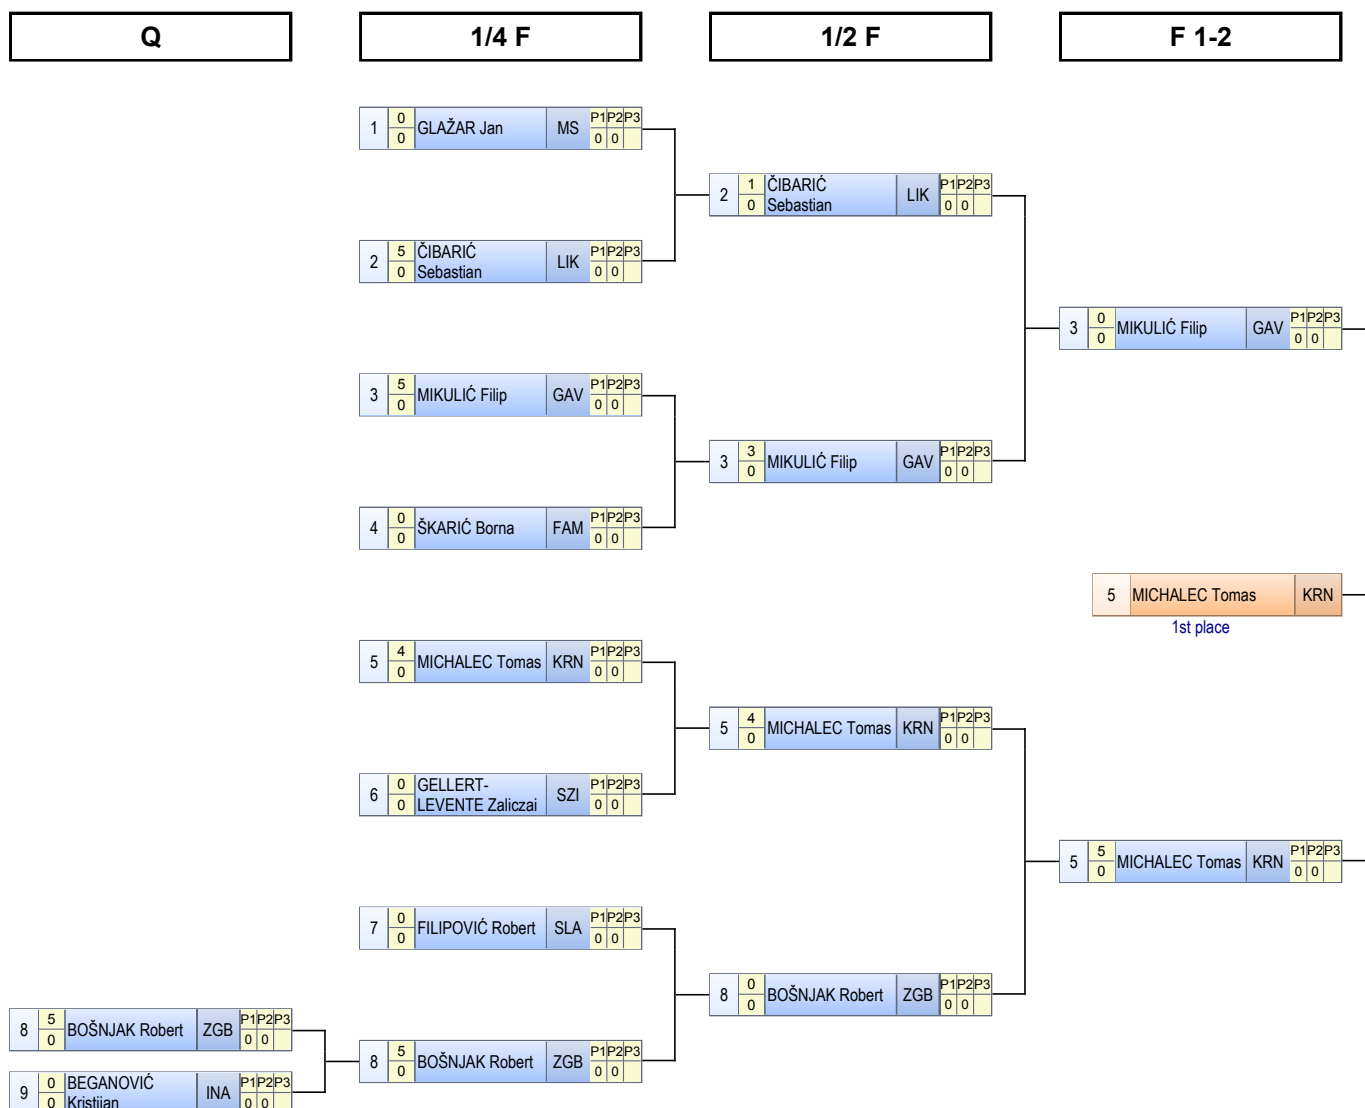 Q 1/4 F 1/2 F F 1-2
1 0 0 GLAŽAR Jan MS P1 P2 P3 0 0
2 5 0 ČIBARIĆ
Sebastian LIK P1 P2 P3 0 0
3 5 0 MIKULIĆ Filip GAV P1 P2 P3 0 0
4 0 0 ŠKARIĆ Borna FAM P1 P2 P3 0 0
5 4 0 MICHALEC Tomas KRN P1 P2 P3 0 0
6 0 0 GELLERT-
LEVENTE Zaliczai SZI P1 P2 P3 0 0
7 0 0 FILIPOVIĆ Robert SLA P1 P2 P3 0 0
8 5 0 BOŠNJAK Robert ZGB P1 P2 P3 0 0
8 5 0 BOŠNJAK Robert ZGB P1 P2 P3 0 0
9 0 0 BEGANOVIĆ
Kristijan INA P1 P2 P3 0 0
2 1 0 ČIBARIĆ
Sebastian LIK P1 P2 P3 0 0
3 3 0 MIKULIĆ Filip GAV P1 P2 P3 0 0
5 4 0 MICHALEC Tomas KRN P1 P2 P3 0 0
8 0 0 BOŠNJAK Robert ZGB P1 P2 P3 0 0
3 0 0 MIKULIĆ Filip GAV P1 P2 P3 0 0
5 MICHALEC Tomas KRN
1st place
5 5 0 MICHALEC Tomas KRN P1 P2 P3 0 0